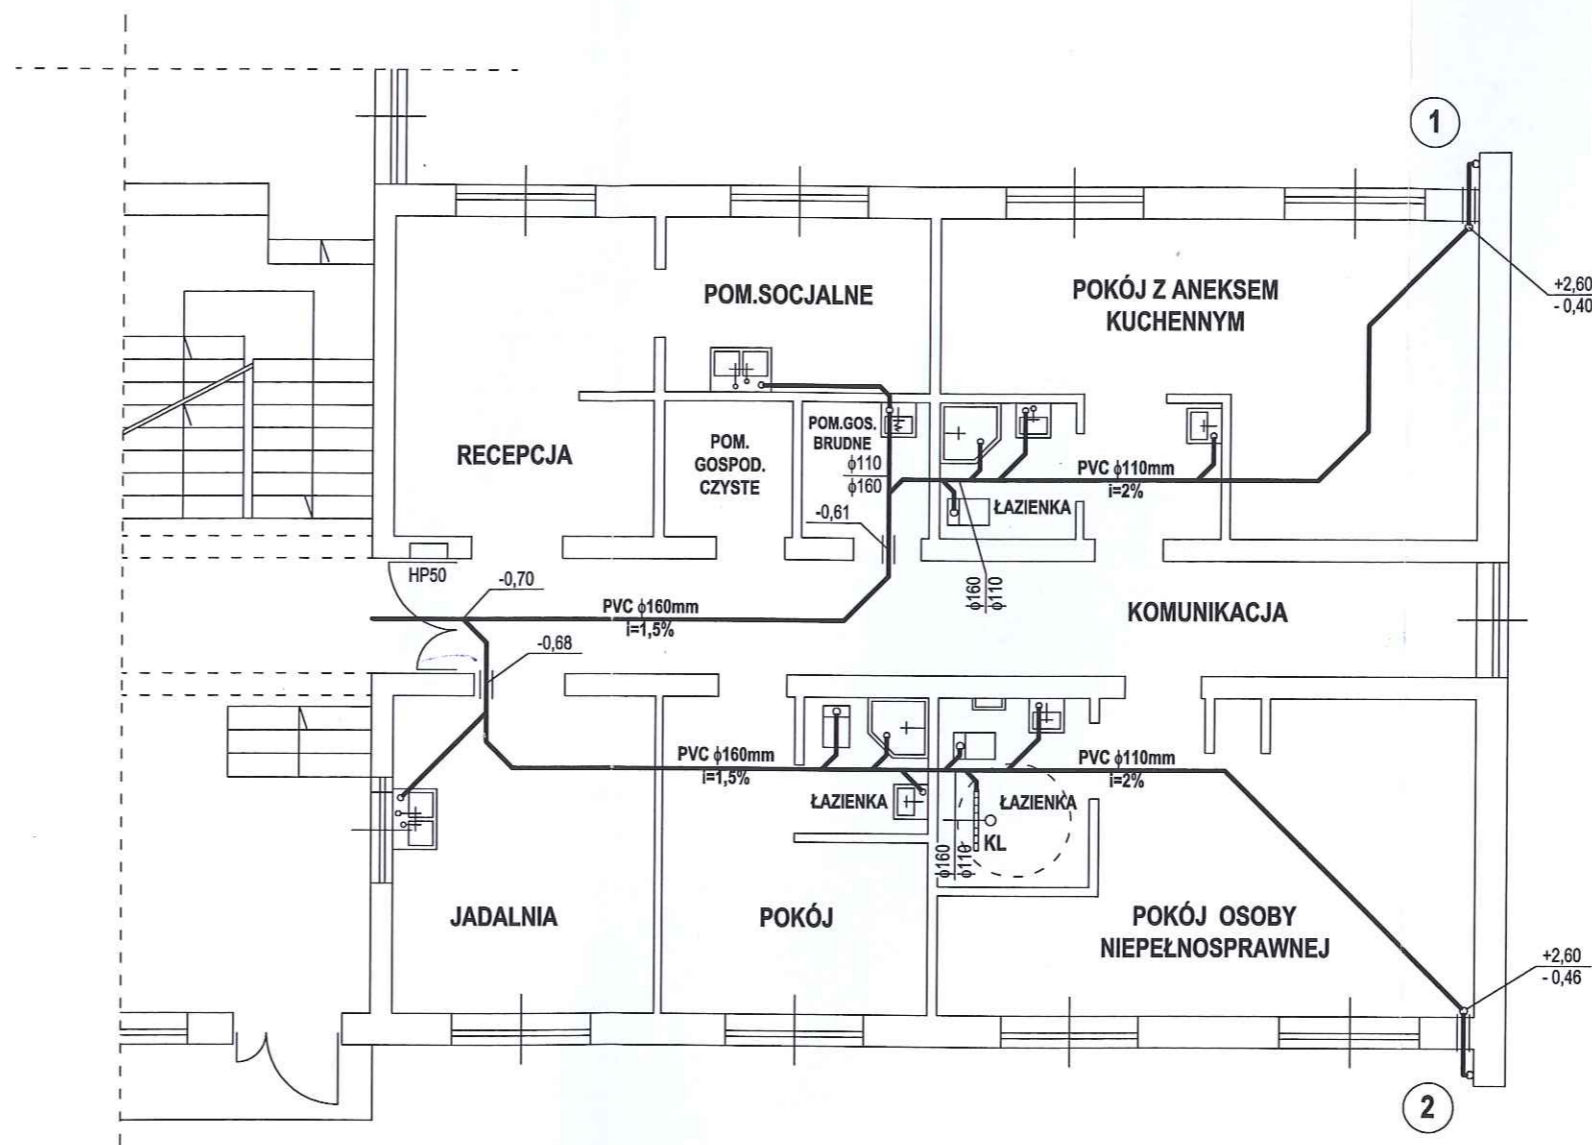 1
+2,60
- 0,40
POM.SOCJALNE
POKÓJ Z ANEKSEM
KUCHENNYM
RECEPCJA
POM.
GOSPOD.
CZYSTE
POM.GOS.
BRUDNE
ϕ110
ϕ160
-0,61
PVC ϕ110mm
i=2%
ŁAZIENKA
HP50
-0,70
PVC ϕ160mm
i=1,5%
ϕ160
ϕ110
KOMUNIKACJA
-0,68
PVC ϕ160mm
i=1,5%
PVC ϕ110mm
i=2%
ŁAZIENKA
ŁAZIENKA
KL
ϕ160
ϕ110
JADALNIA
POKÓJ
POKÓJ OSOBY
NIEPEŁNOSPRAWNEJ
+2,60
- 0,46
2